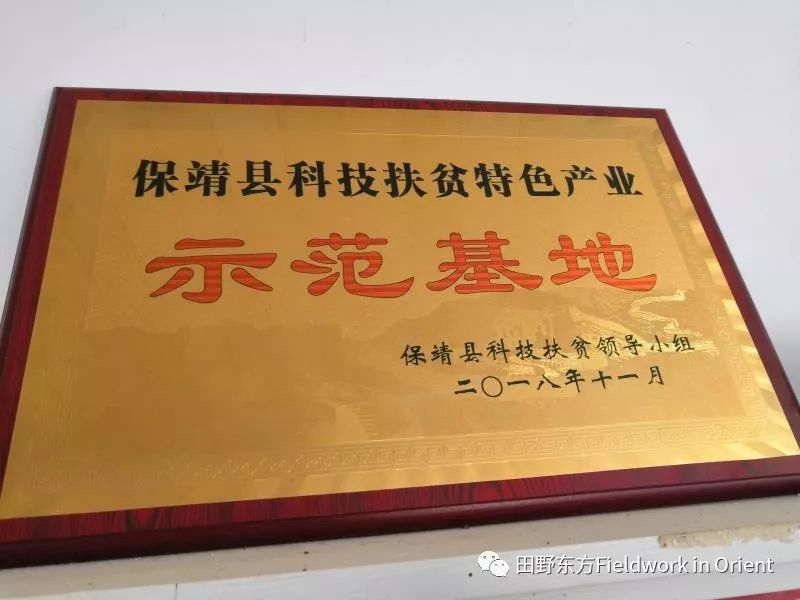 保靖县科技扶贫特色产业
示范基地
保靖县科技扶贫领导小组
二〇一八年十一月
田野东方Fieldwork in Orient